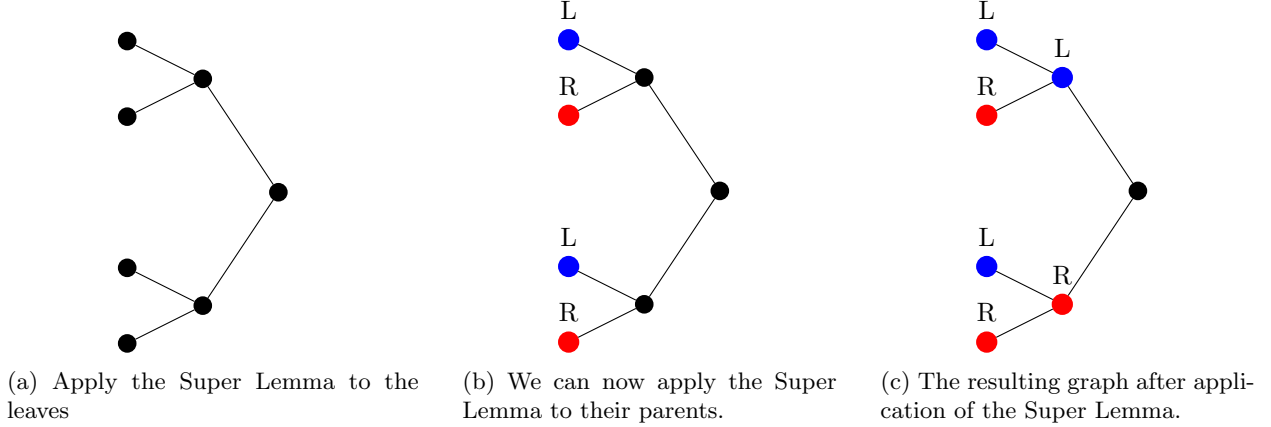 L
R
L
R
L
R
L
L
R
R
R
(a) Apply the Super Lemma to the
leaves
(b) We can now apply the Super
Lemma to their parents.
(c) The resulting graph after appli-
cation of the Super Lemma.